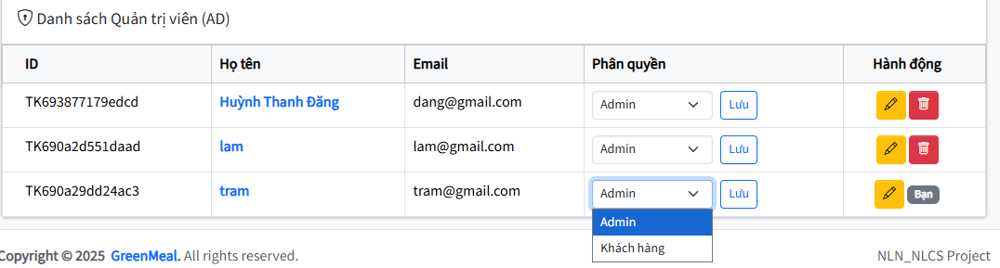 Danh sách Quản trị viên (AD)
ID Họ tên Email Phân quyền Hành động
TK693877179edcd Huỳnh Thanh Đăng dang@gmail.com Admin Lưu
TK690a2d551daad lam lam@gmail.com Admin Lưu
TK690a29dd24ac3 tram tram@gmail.com Admin Lưu Bạn
Admin
Khách hàng
Copyright © 2025 GreenMeal. All rights reserved. NLN_NLCS Project